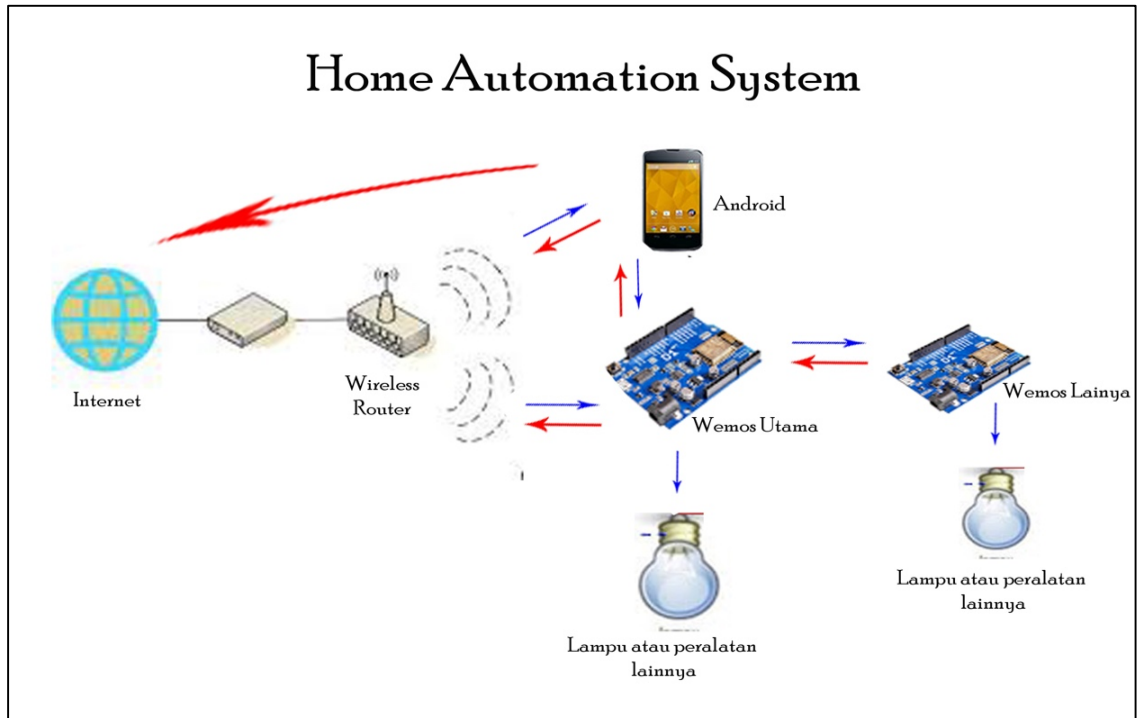 Home Automation System
Android
Internet
Wireless
Router
Wemos Utama
Wemos Lainya
Lampu atau peralatan
lainnya
Lampu atau peralatan
lainnya